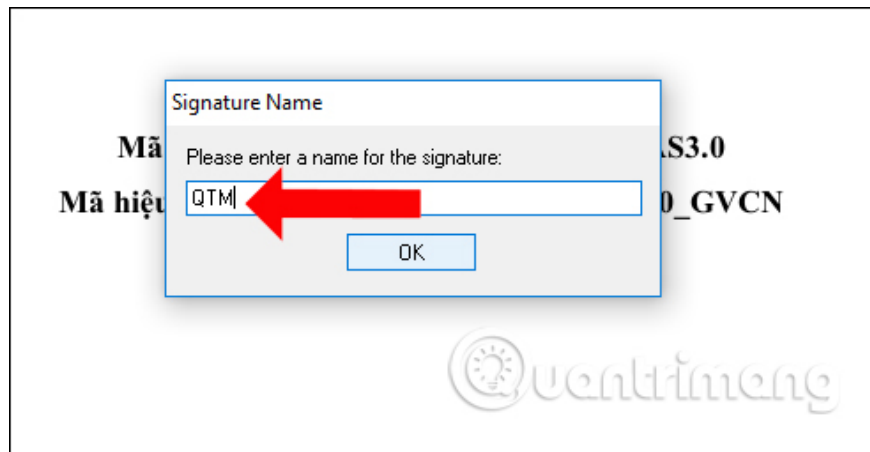 Signature Name
Mã
Please enter a name for the signature:
AS3.0
Mã hiệu
QTM
0_GVCN
OK
Quantrimang